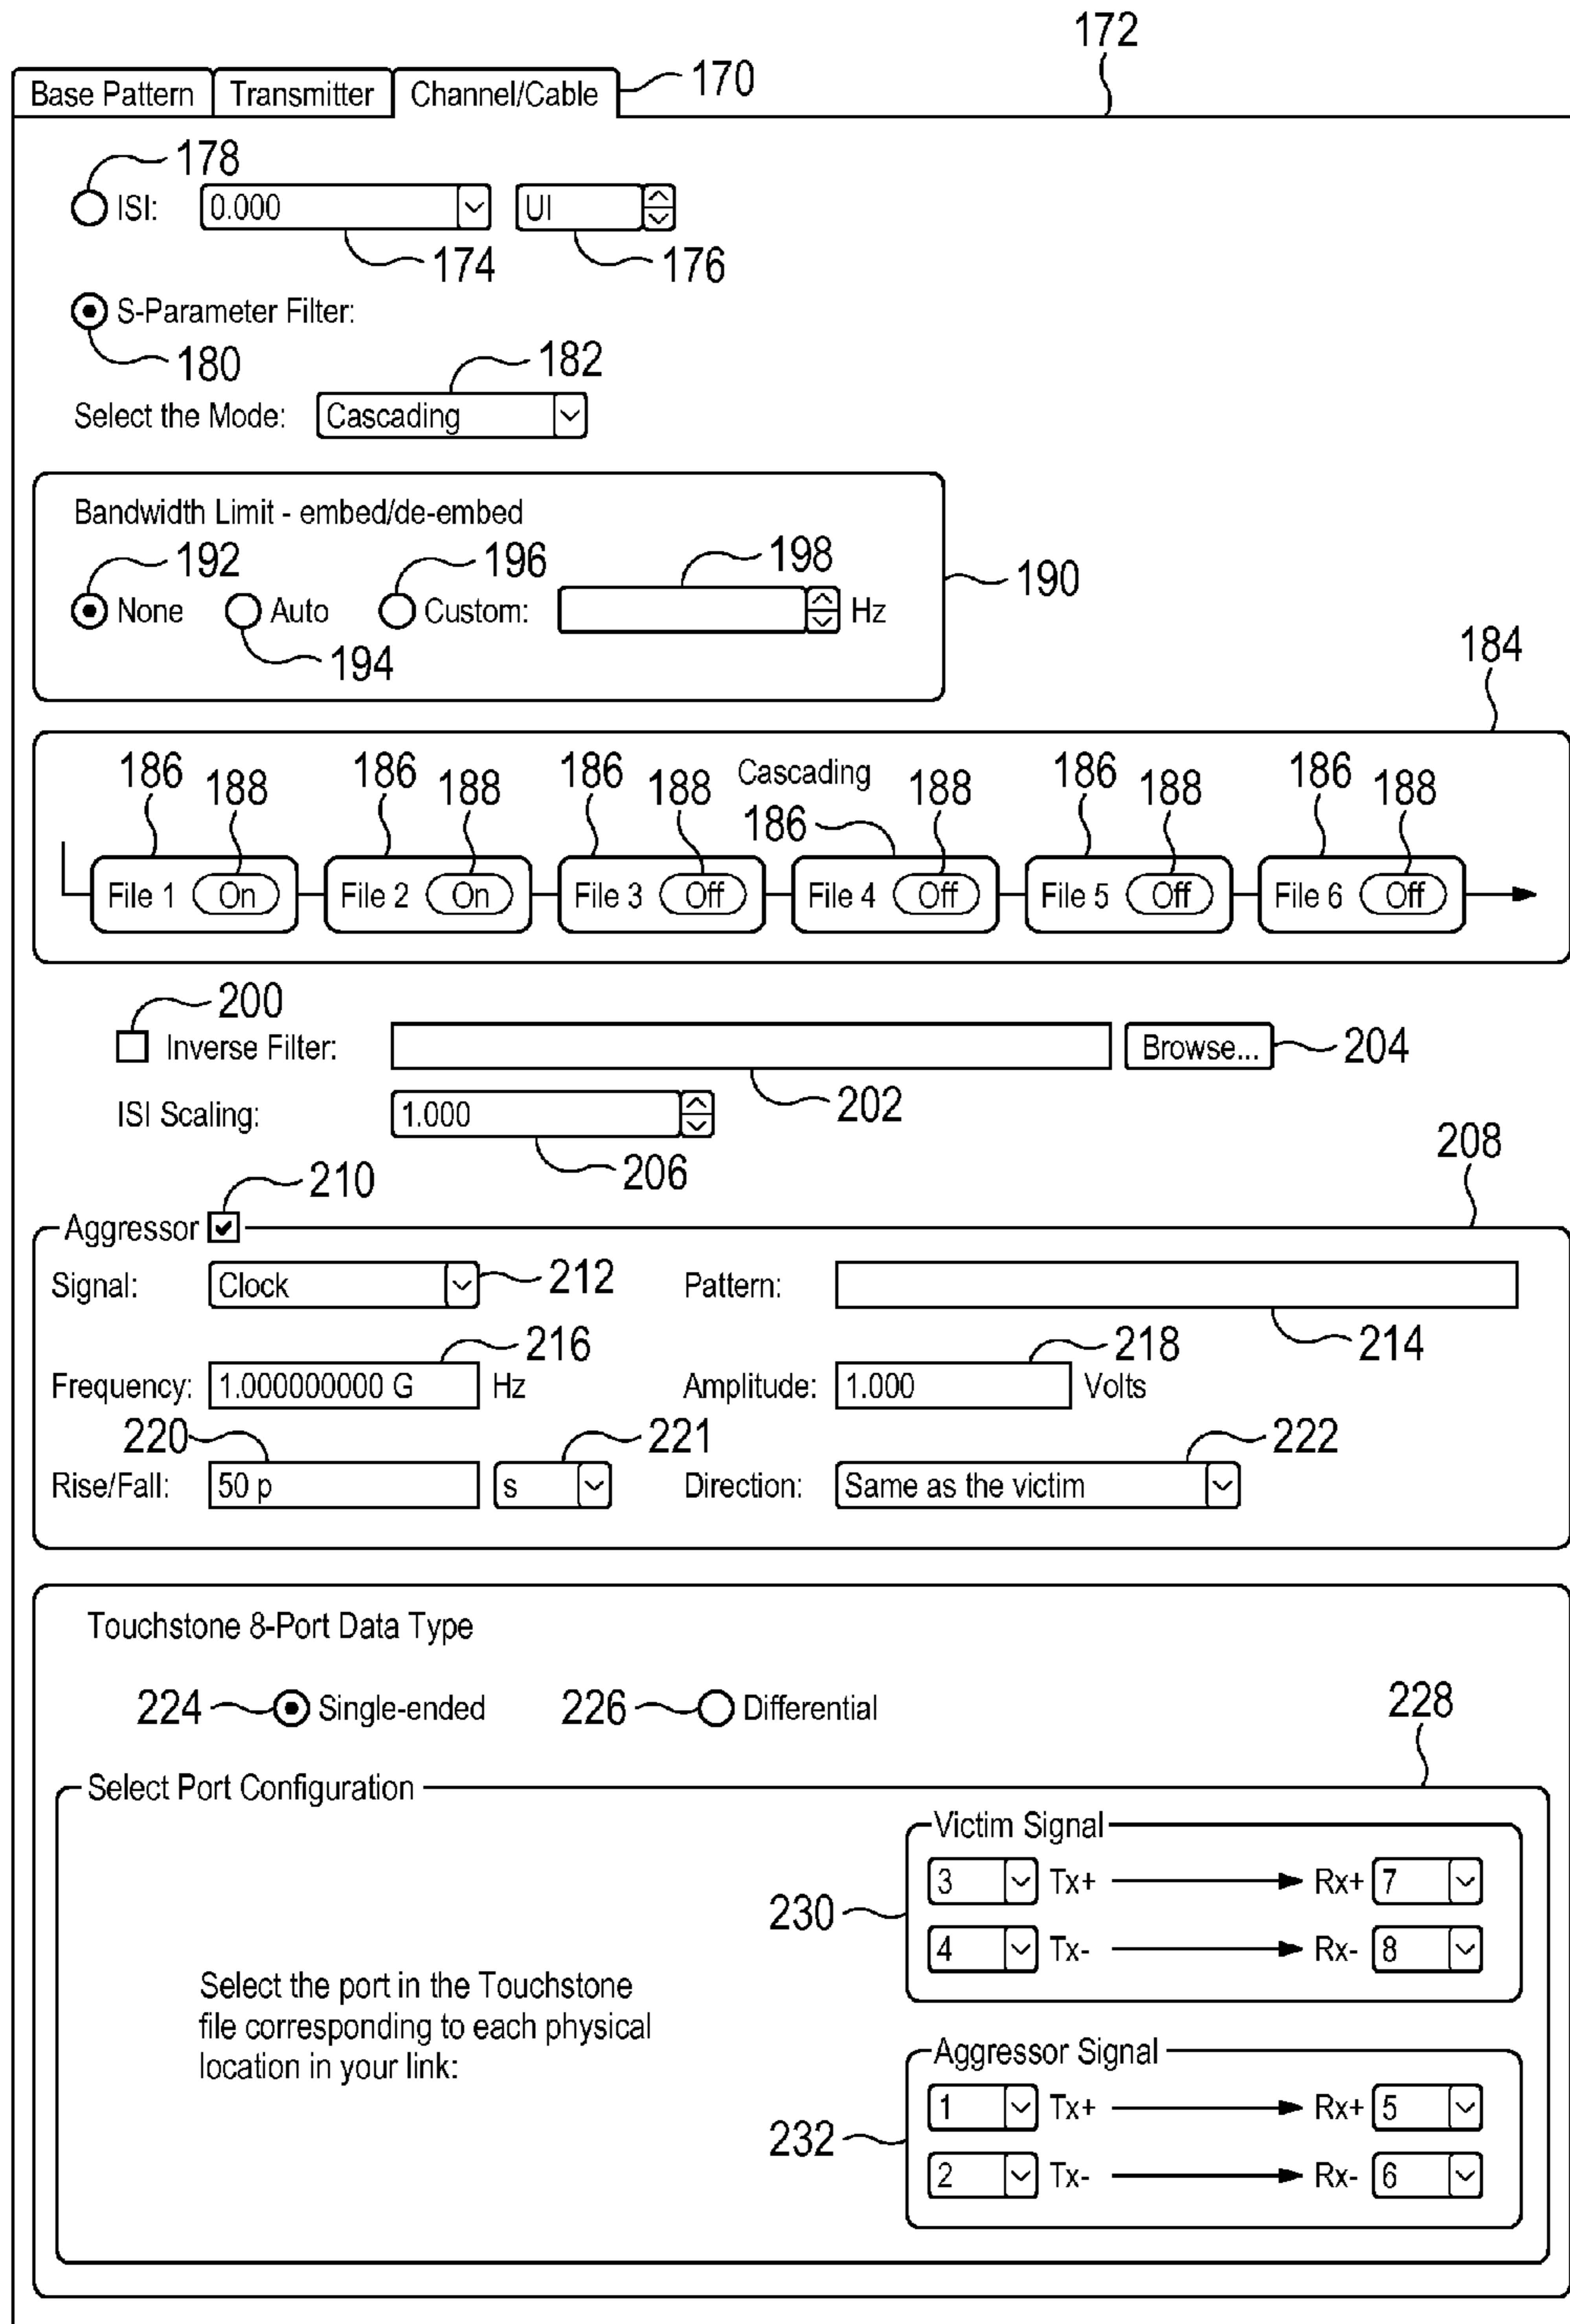 172
Base Pattern Transmitter Channel/Cable 170
178
ISI: 0.000 UI
174 176
S-Parameter Filter:
180 182
Select the Mode: Cascading
Bandwidth Limit - embed/de-embed
192 196 198
None Auto Custom: Hz 190
194
184
186 188 186 188 186 188 Cascading 186 188 186 188 186 188
File 1 On File 2 On File 3 Off File 4 Off File 5 Off File 6 Off
200
Inverse Filter: Browse... 204
202
ISI Scaling: 1.000
206
208
210
Aggressor
Signal: Clock 212 Pattern:
214
216 218
Frequency: 1.000000000 G Hz Amplitude: 1.000 Volts
220 221 222
Rise/Fall: 50 p s Direction: Same as the victim
Touchstone 8-Port Data Type
224 Single-ended 226 Differential
228
Select Port Configuration
Victim Signal
3 Tx+ Rx+ 7
230
4 Tx- Rx- 8
Select the port in the Touchstone
file corresponding to each physical
location in your link:
Aggressor Signal
1 Tx+ Rx+ 5
232
2 Tx- Rx- 6